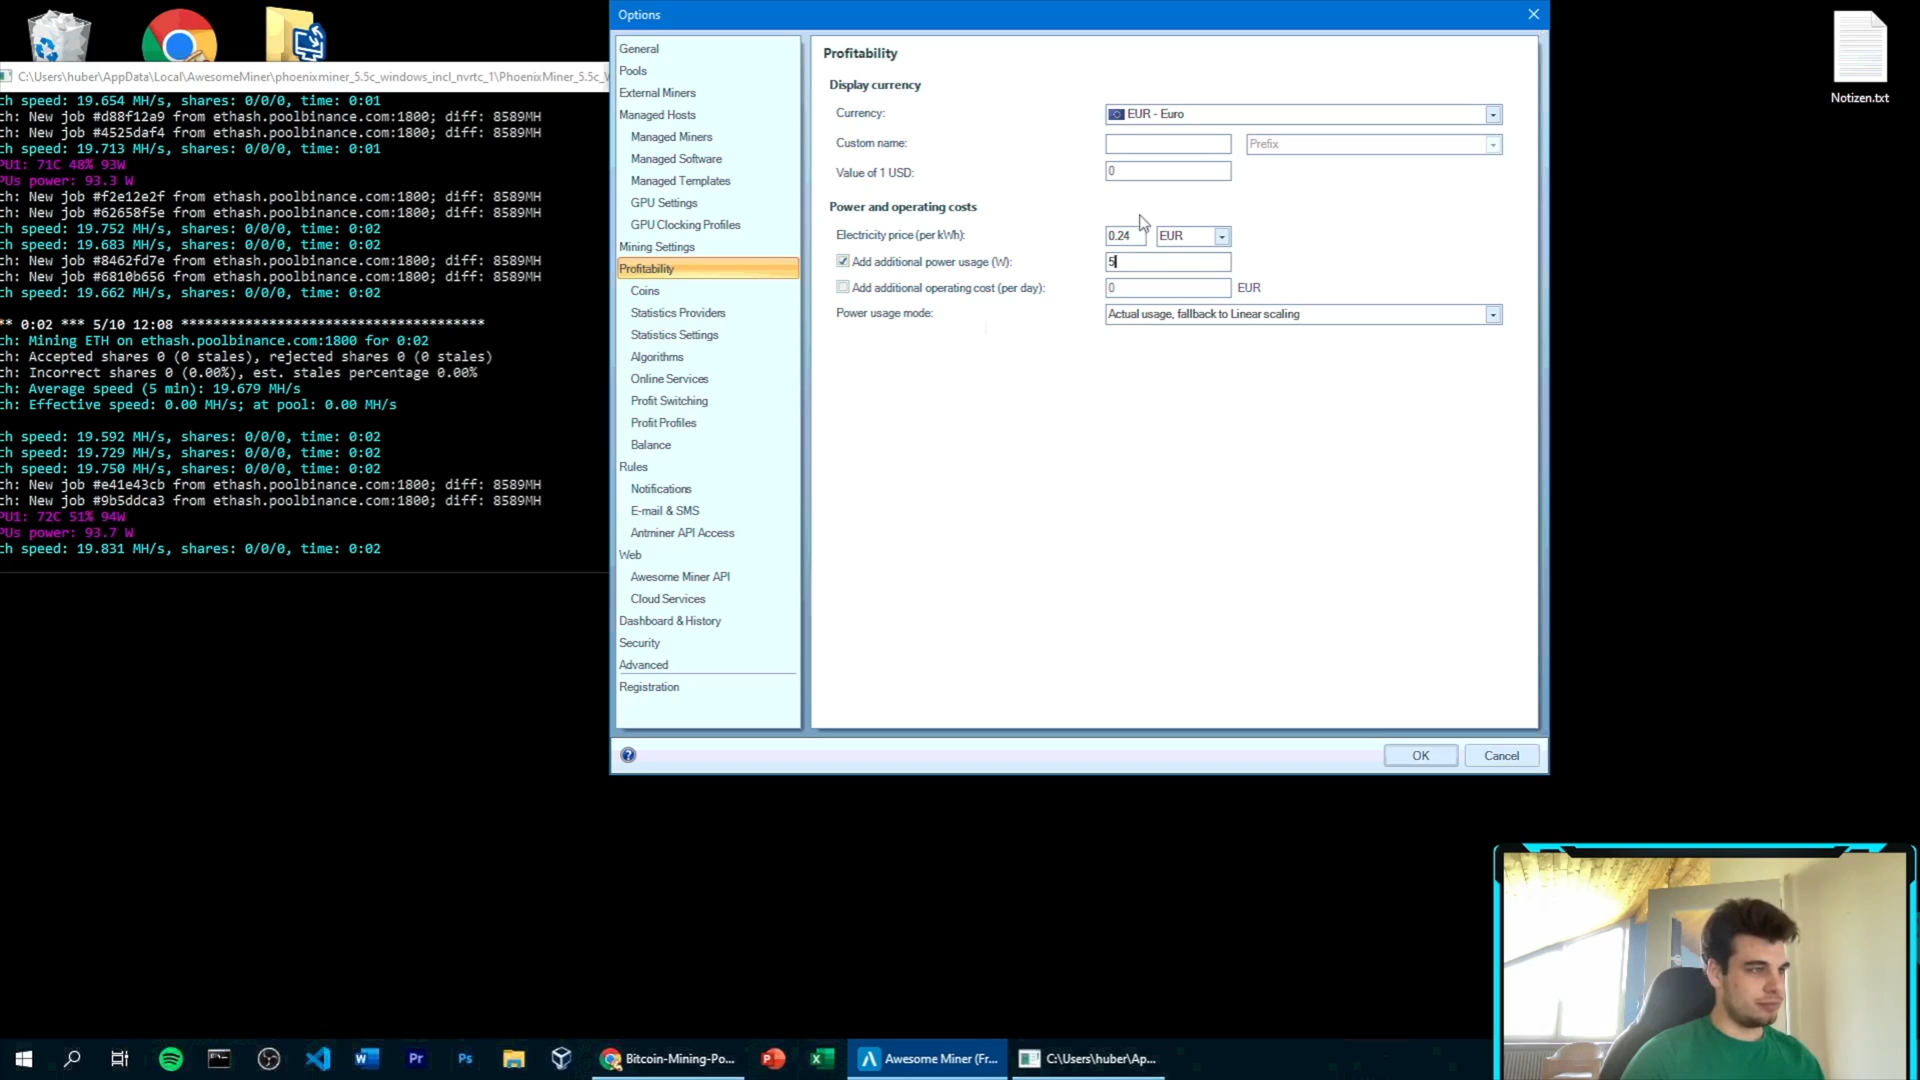 Options
C:\Users\huber\AppData\Local\AwesomeMiner\phoenixminer_5.5c_windows_incl_nvrtc_1\PhoenixMiner_5.5c_
ch speed: 19.654 MH/s, shares: 0/0/0, time: 0:01
ch: New job #d88f12a9 from ethash.poolbinance.com:1800; diff: 8589MH
ch: New job #4525daf4 from ethash.poolbinance.com:1800; diff: 8589MH
ch speed: 19.713 MH/s, shares: 0/0/0, time: 0:01
PU1: 71C 48% 93W
PUs power: 93.3 W
ch: New job #f2e12e2f from ethash.poolbinance.com:1800; diff: 8589MH
ch: New job #62658f5e from ethash.poolbinance.com:1800; diff: 8589MH
ch speed: 19.752 MH/s, shares: 0/0/0, time: 0:02
ch speed: 19.683 MH/s, shares: 0/0/0, time: 0:02
ch: New job #8462fd7e from ethash.poolbinance.com:1800; diff: 8589MH
ch: New job #6810b656 from ethash.poolbinance.com:1800; diff: 8589MH
ch speed: 19.662 MH/s, shares: 0/0/0, time: 0:02
** 0:02 *** 5/10 12:08 **************************************
ch: Mining ETH on ethash.poolbinance.com:1800 for 0:02
ch: Accepted shares 0 (0 stales), rejected shares 0 (0 stales)
ch: Incorrect shares 0 (0.00%), est. stales percentage 0.00%
ch: Average speed (5 min): 19.679 MH/s
ch: Effective speed: 0.00 MH/s; at pool: 0.00 MH/s
ch speed: 19.592 MH/s, shares: 0/0/0, time: 0:02
ch speed: 19.729 MH/s, shares: 0/0/0, time: 0:02
ch speed: 19.750 MH/s, shares: 0/0/0, time: 0:02
ch: New job #e41e43cb from ethash.poolbinance.com:1800; diff: 8589MH
ch: New job #9b5ddca3 from ethash.poolbinance.com:1800; diff: 8589MH
PU1: 72C 51% 94W
PUs power: 93.7 W
ch speed: 19.831 MH/s, shares: 0/0/0, time: 0:02
General
Pools
External Miners
Managed Hosts
Managed Miners
Managed Software
Managed Templates
GPU Settings
GPU Clocking Profiles
Mining Settings
Profitability
Coins
Statistics Providers
Statistics Settings
Algorithms
Online Services
Profit Switching
Profit Profiles
Balance
Rules
Notifications
E-mail & SMS
Antminer API Access
Web
Awesome Miner API
Cloud Services
Dashboard & History
Security
Advanced
Registration
Profitability
Display currency
Currency: EUR - Euro
Custom name: Prefix
Value of 1 USD: 0
Power and operating costs
Electricity price (per kWh): 0.24 EUR
Add additional power usage (W): 5
Add additional operating cost (per day): 0 EUR
Power usage mode: Actual usage, fallback to Linear scaling
OK
Cancel
Notizen.txt
W
Pr
Ps
Bitcoin-Mining-Po...
P
X
Awesome Miner (Fr...
C:\Users\huber\Ap...